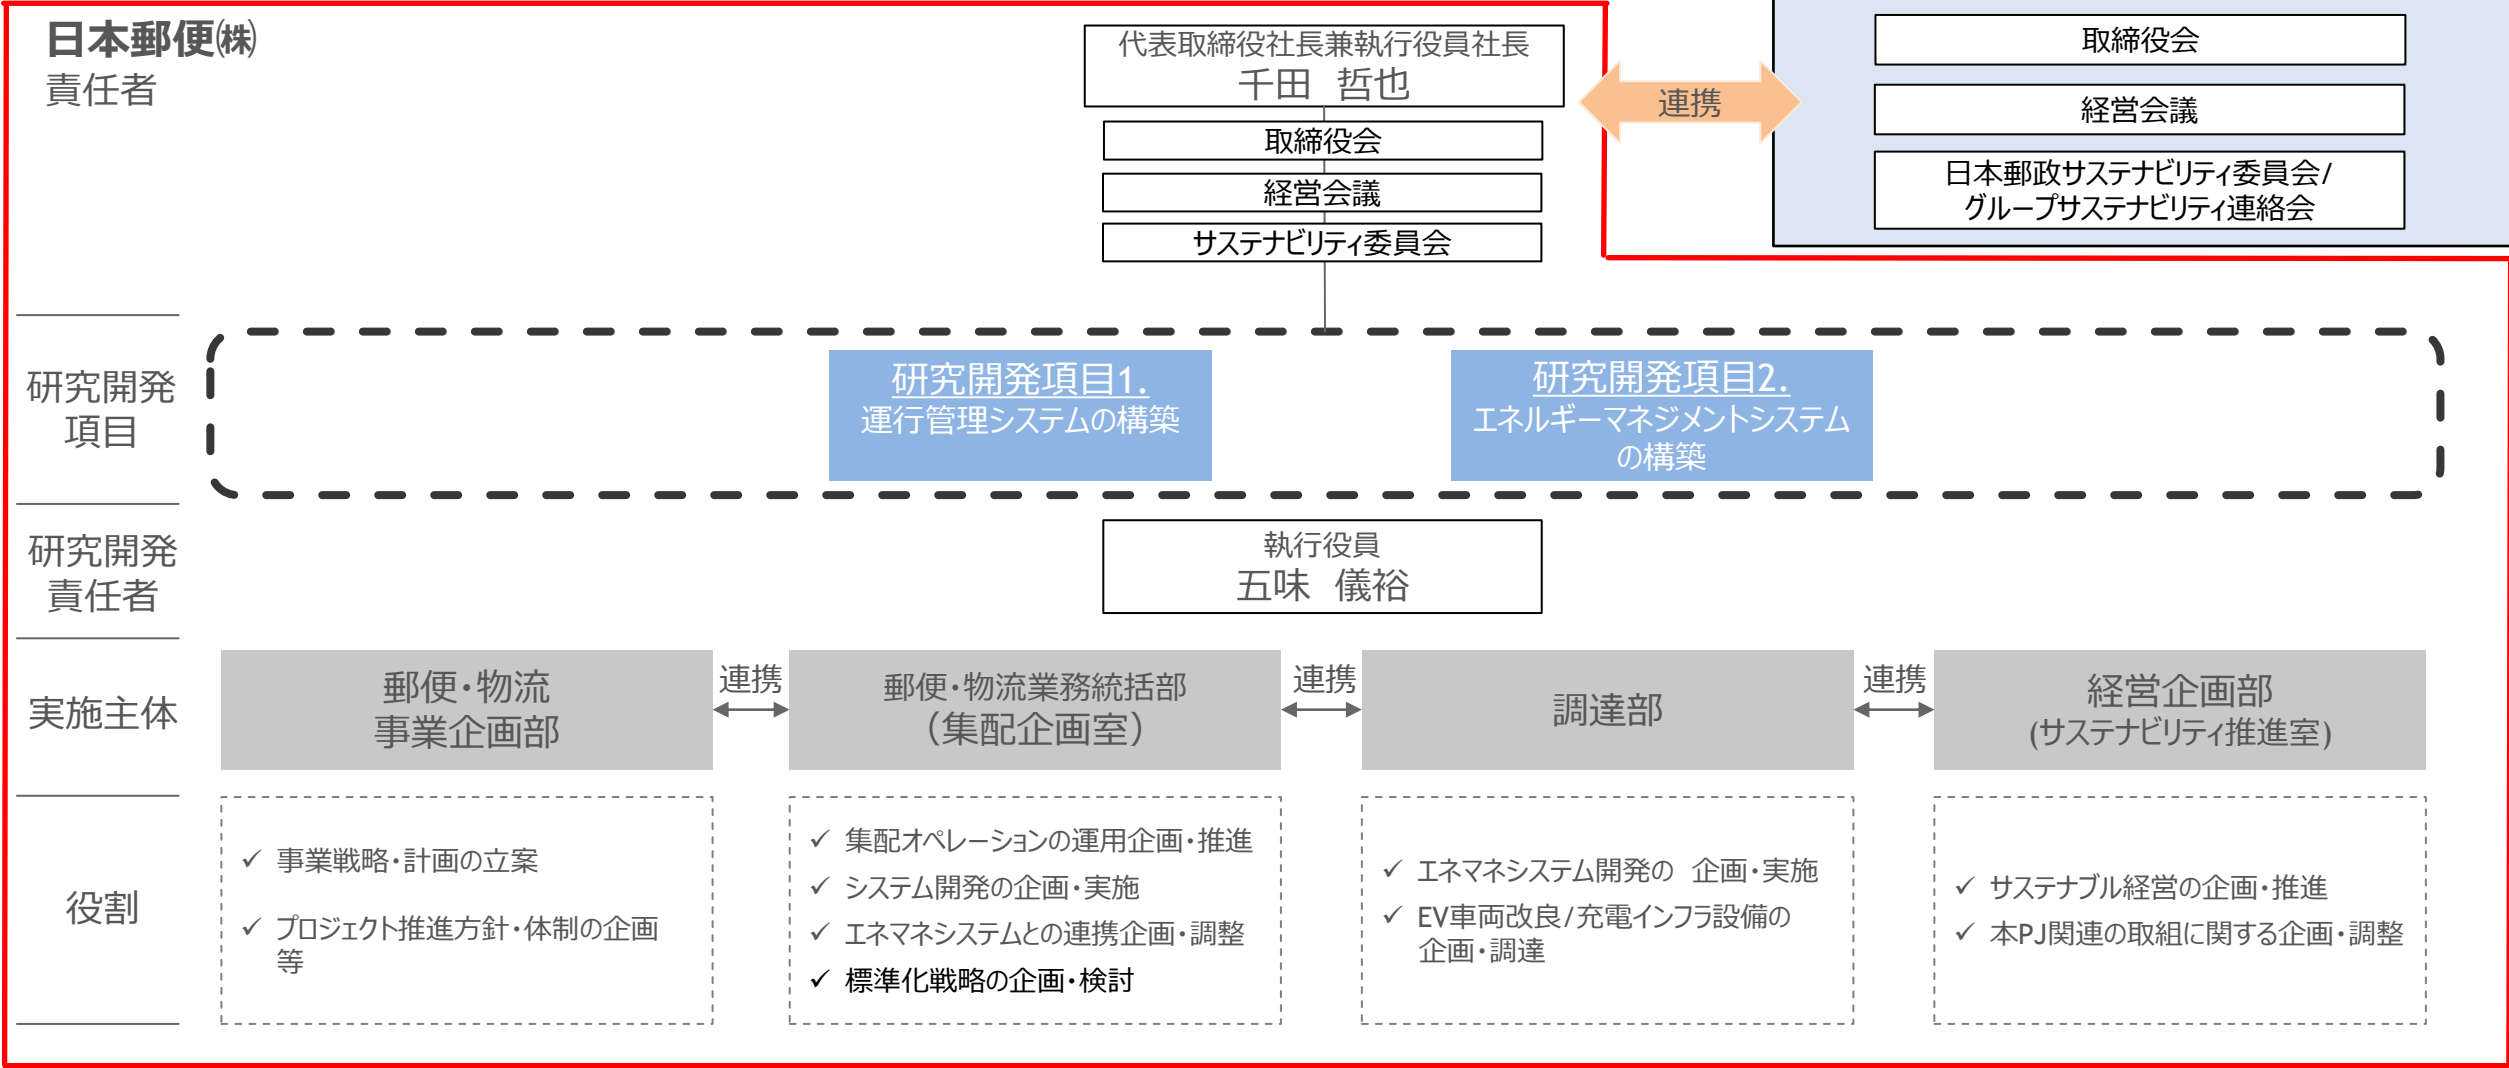 日本郵便㈱
責任者
代表取締役社長兼執行役員社長
千田　哲也
取締役会
経営会議
サステナビリティ委員会
連携
取締役会
経営会議
日本郵政サステナビリティ委員会/
グループサステナビリティ連絡会
研究開発
項目
研究開発項目1.
運行管理システムの構築
研究開発項目2.
エネルギーマネジメントシステム
の構築
研究開発
責任者
執行役員
五味　儀裕
実施主体
郵便・物流
事業企画部
連携
郵便・物流業務統括部
（集配企画室）
連携
調達部
連携
経営企画部
(サステナビリティ推進室)
役割
✓ 事業戦略・計画の立案
✓ プロジェクト推進方針・体制の企画
等
✓ 集配オペレーションの運用企画・推進
✓ システム開発の企画・実施
✓ エネマネシステムとの連携企画・調整
✓ 標準化戦略の企画・検討
✓ エネマネシステム開発の　企画・実施
✓ EV車両改良/充電インフラ設備の
企画・調達
✓ サステナブル経営の企画・推進
✓ 本PJ関連の取組に関する企画・調整